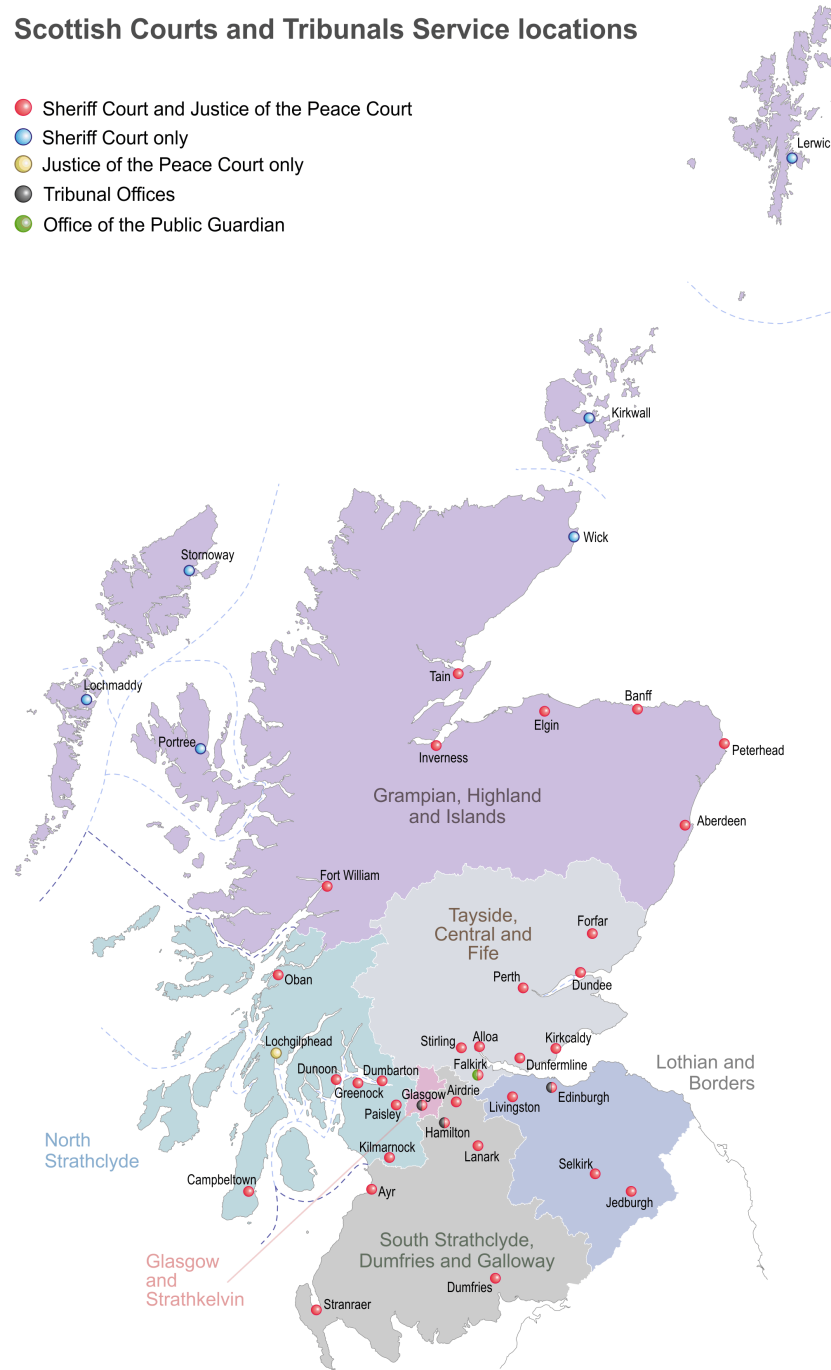 Scottish Courts and Tribunals Service locations
Sheriff Court and Justice of the Peace Court
Sheriff Court only
Justice of the Peace Court only
Tribunal Offices
Office of the Public Guardian
Lerwic
Kirkwall
Wick
Stornoway
Lochmaddy
Portree
Tain
Elgin
Banff
Inverness
Peterhead
Grampian, Highland
and Islands
Aberdeen
Fort William
Tayside,
Central and
Fife
Forfar
Perth
Dundee
Oban
Stirling
Alloa
Kirkcaldy
Dunfermline
Falkirk
Lochgilphead
Dunoon
Dumbarton
Greenock
Glasgow
Airdrie
Paisley
Hamilton
Livingston
Edinburgh
Lothian and
Borders
Kilmarnock
Lanark
North
Strathclyde
Selkirk
Jedburgh
Campbeltown
Ayr
South Strathclyde,
Dumfries and Galloway
Glasgow
and
Strathkelvin
Dumfries
Stranraer